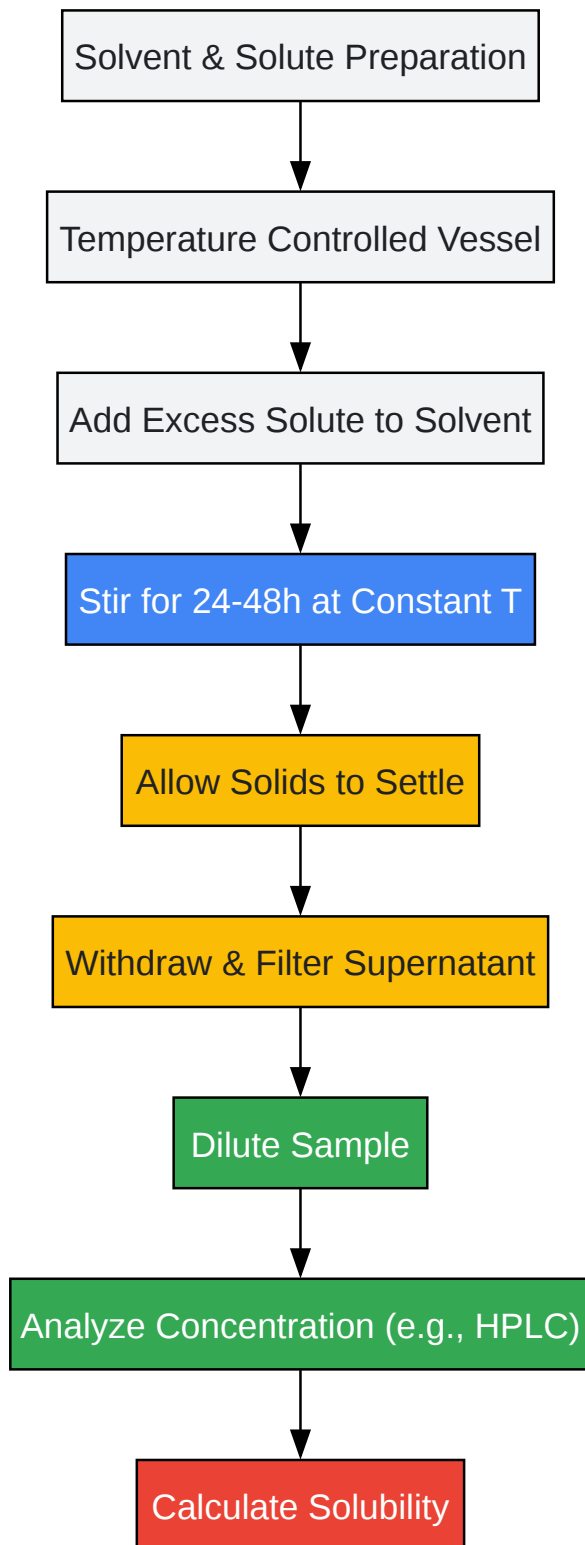 Solvent & Solute Preparation
Temperature Controlled Vessel
Add Excess Solute to Solvent
Stir for 24-48h at Constant T
Allow Solids to Settle
Withdraw & Filter Supernatant
Dilute Sample
Analyze Concentration (e.g., HPLC)
Calculate Solubility